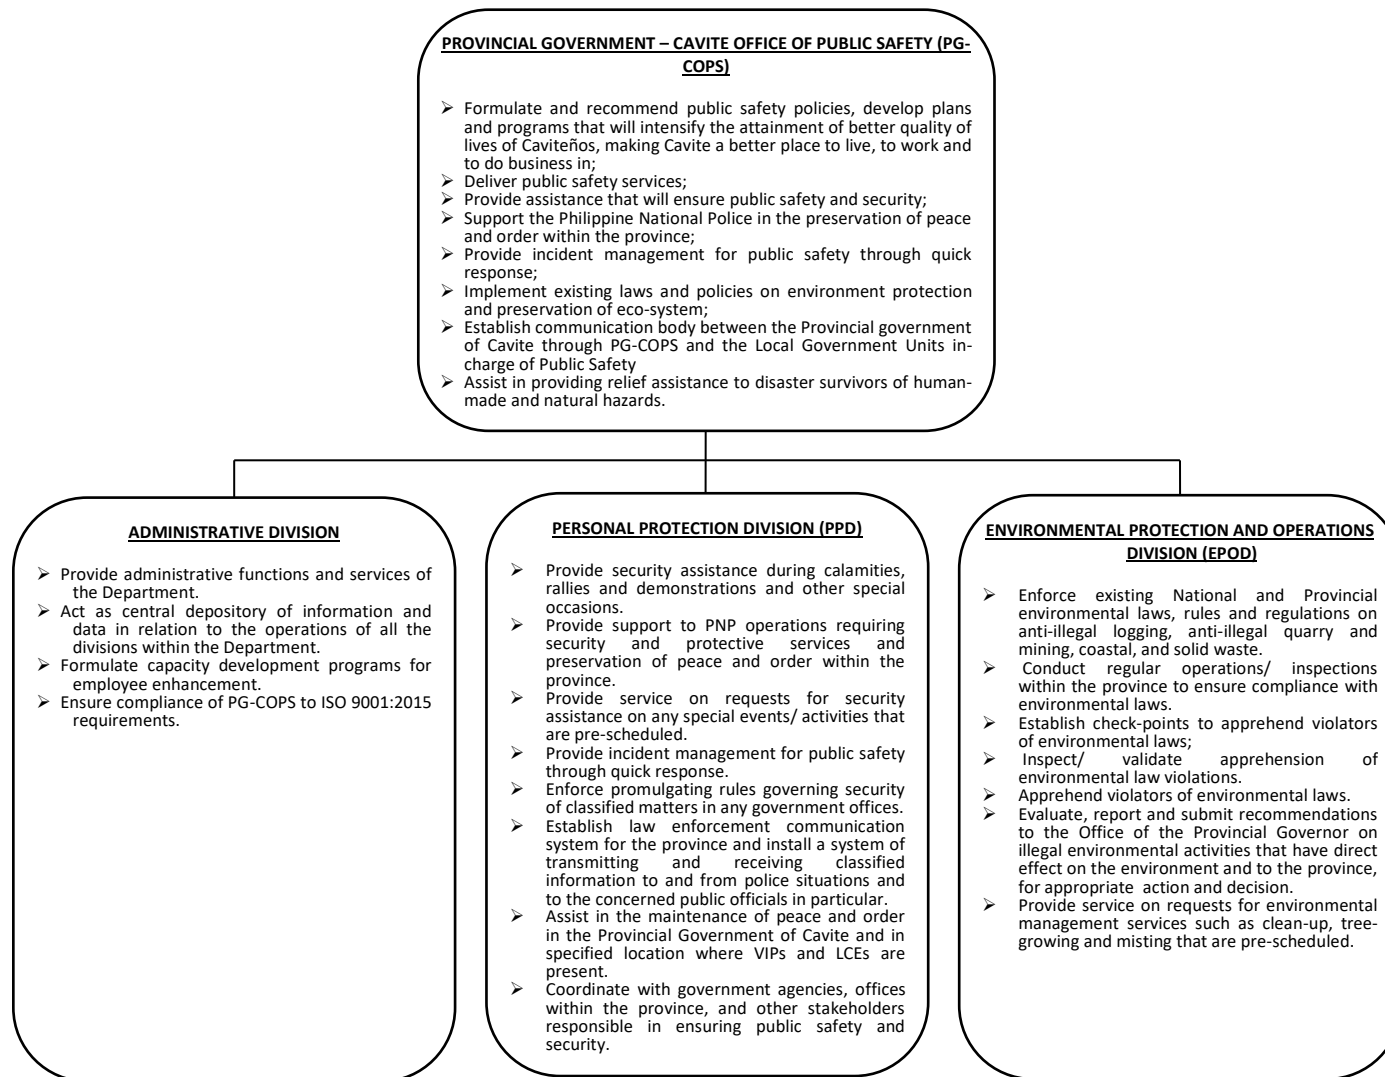 PROVINCIAL GOVERNMENT – CAVITE OFFICE OF PUBLIC SAFETY (PG-
COPS)
➢ Formulate and recommend public safety policies, develop plans
and programs that will intensify the attainment of better quality of
lives of Caviteños, making Cavite a better place to live, to work and
to do business in;
➢ Deliver public safety services;
➢ Provide assistance that will ensure public safety and security;
➢ Support the Philippine National Police in the preservation of peace
and order within the province;
➢ Provide incident management for public safety through quick
response;
➢ Implement existing laws and policies on environment protection
and preservation of eco-system;
➢ Establish communication body between the Provincial government
of Cavite through PG-COPS and the Local Government Units in-
charge of Public Safety
➢ Assist in providing relief assistance to disaster survivors of human-
made and natural hazards.
ADMINISTRATIVE DIVISION
➢ Provide administrative functions and services of
the Department.
➢ Act as central depository of information and
data in relation to the operations of all the
divisions within the Department.
➢ Formulate capacity development programs for
employee enhancement.
➢ Ensure compliance of PG-COPS to ISO 9001:2015
requirements.
PERSONAL PROTECTION DIVISION (PPD)
➢ Provide security assistance during calamities,
rallies and demonstrations and other special
occasions.
➢ Provide support to PNP operations requiring
security and protective services and
preservation of peace and order within the
province.
➢ Provide service on requests for security
assistance on any special events/ activities that
are pre-scheduled.
➢ Provide incident management for public safety
through quick response.
➢ Enforce promulgating rules governing security
of classified matters in any government offices.
➢ Establish law enforcement communication
system for the province and install a system of
transmitting and receiving classified
information to and from police situations and
to the concerned public officials in particular.
➢ Assist in the maintenance of peace and order
in the Provincial Government of Cavite and in
specified location where VIPs and LCEs are
present.
➢ Coordinate with government agencies, offices
within the province, and other stakeholders
responsible in ensuring public safety and
security.
ENVIRONMENTAL PROTECTION AND OPERATIONS
DIVISION (EPOD)
➢ Enforce existing National and Provincial
environmental laws, rules and regulations on
anti-illegal logging, anti-illegal quarry and
mining, coastal, and solid waste.
➢ Conduct regular operations/ inspections
within the province to ensure compliance with
environmental laws.
➢ Establish check-points to apprehend violators
of environmental laws;
➢ Inspect/ validate apprehension of
environmental law violations.
➢ Apprehend violators of environmental laws.
➢ Evaluate, report and submit recommendations
to the Office of the Provincial Governor on
illegal environmental activities that have direct
effect on the environment and to the province,
for appropriate action and decision.
➢ Provide service on requests for environmental
management services such as clean-up, tree-
growing and misting that are pre-scheduled.